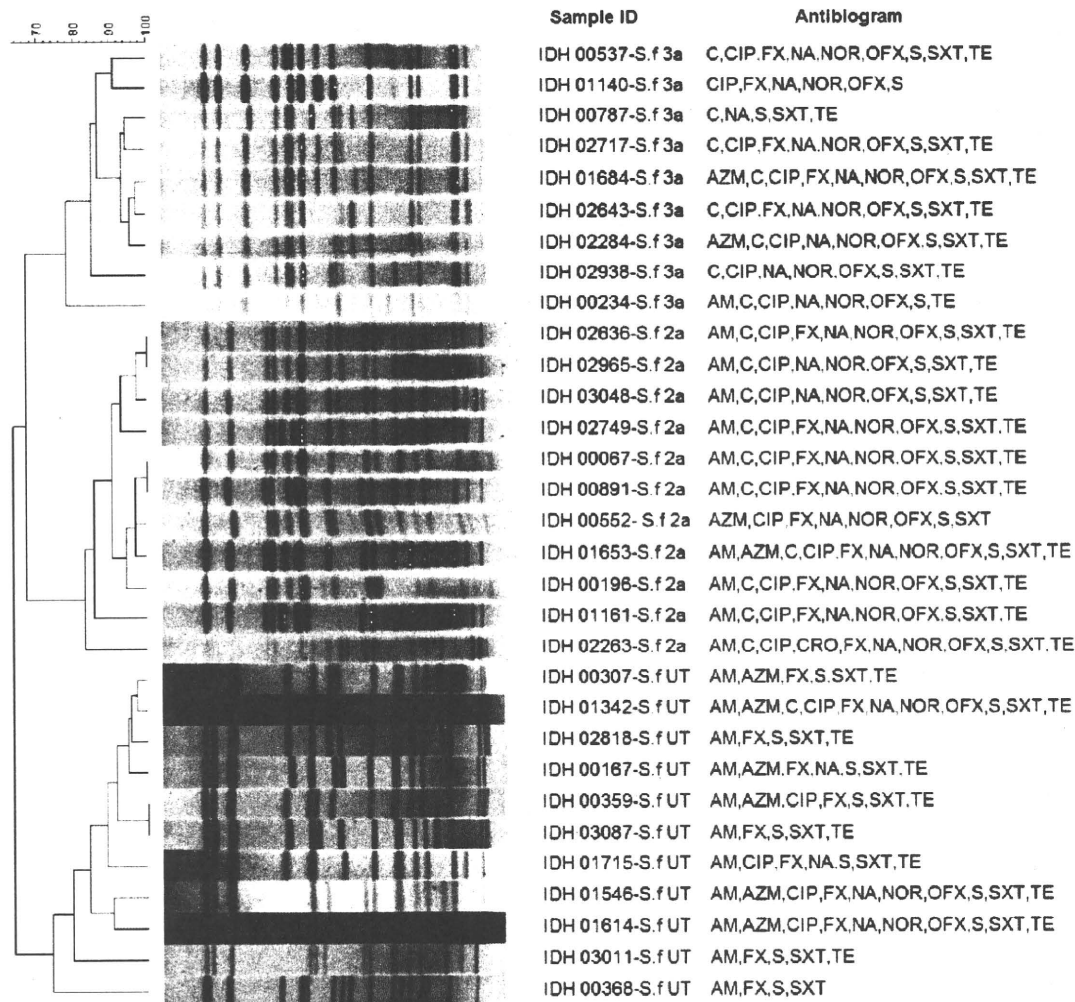 Sample ID Antibiogram
70 80 90 100
IDH 00537-S.f 3a C,CIP.FX,NA,NOR,OFX,S,SXT,TE
IDH 01140-S.f 3a CIP,FX,NA,NOR,OFX,S
IDH 00787-S.f 3a C,NA,S,SXT,TE
IDH 02717-S.f 3a C,CIP,FX,NA.NOR,OFX,S,SXT,TE
IDH 01684-S.f 3a AZM,C,CIP,FX,NA,NOR,OFX,S,SXT,TE
IDH 02643-S.f 3a C,CIP.FX,NA.NOR,OFX,S,SXT,TE
IDH 02284-S.f 3a AZM,C,CIP,NA,NOR,OFX.S,SXT,TE
IDH 02938-S.f 3a C,CIP.NA,NOR.OFX,S,SXT.TE
IDH 00234-S.f 3a AM,C,CIP.NA,NOR,OFX,S,TE
IDH 02636-S.f 2a AM,C,CIP,FX,NA.NOR,OFX,S.SXT,TE
IDH 02965-S.f 2a AM,C,CIP.NA,NOR.OFX,S,SXT,TE
IDH 03048-S.f 2a AM,C,CIP.NA,NOR.OFX,S,SXT,TE
IDH 02749-S.f 2a AM,C,CIP,FX,NA.NOR,OFX,S.SXT,TE
IDH 00067-S.f 2a AM,C,CIP,FX,NA.NOR,OFX,S.SXT,TE
IDH 00891-S.f 2a AM,C,CIP.FX,NA.NOR,OFX,S,SXT,TE
IDH 00552- S.f 2a AZM,CIP.FX,NA,NOR,OFX,S,SXT
IDH 01653-S.f 2a AM,AZM,C,CIP.FX,NA,NOR.OFX,S,SXT,TE
IDH 00196-S.f 2a AM,C,CIP,FX,NA,NOR,OFX,S.SXT,TE
IDH 01161-S.f 2a AM,C,CIP,FX,NA.NOR,OFX.S,SXT.TE
IDH 02263-S.f 2a AM,C,CIP.CRO,FX,NA,NOR.OFX,S,SXT.TE
IDH 00307-S.f UT AM,AZM.FX,S.SXT.TE
IDH 01342-S.f UT AM,AZM,C,CIP.FX,NA,NOR,OFX,S,SXT,TE
IDH 02818-S.f UT AM,FX,S,SXT,TE
IDH 00167-S.f UT AM,AZM.FX,NA.S,SXT.TE
IDH 00359-S.f UT AM,AZM.CIP,FX,S,SXT.TE
IDH 03087-S.f UT AM,FX,S,SXT,TE
IDH 01715-S.f UT AM,CIP.FX,NA.S,SXT,TE
IDH 01546-S.f UT AM,AZM,CIP,FX,NA,NOR,OFX,S,SXT,TE
IDH 01614-S.f UT AM,AZM,CIP,FX,NA,NOR,OFX,S,SXT,TE
IDH 03011-S.f UT AM,FX,S,SXT,TE
IDH 00368-S.f UT AM,FX,S,SXT